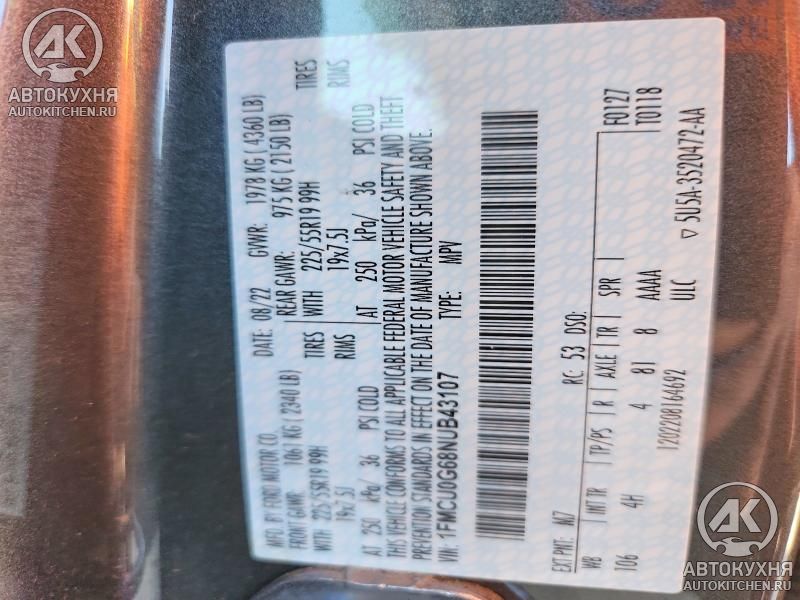 AK
АВТОКУХНЯ
AUTOKITCHEN.RU
MFD. BY FORD MOTOR CO. DATE: 08/22 GVWR: 1978 KG ( 4360 LB)
FRONT GAWR: 1061 KG ( 2340 LB) REAR GAWR: 975 KG ( 2150 LB)
WITH 225/55R19 99H TIRES WITH 225/55R19 99H TIRES
19x7.5J RIMS 19x7.5J RIMS
AT 250 kPa/ 36 PSI COLD AT 250 kPa/ 36 PSI COLD
THIS VEHICLE CONFORMS TO ALL APPLICABLE FEDERAL MOTOR VEHICLE SAFETY AND THEFT
PREVENTION STANDARDS IN EFFECT ON THE DATE OF MANUFACTURE SHOWN ABOVE.
VIN: 1FMCU0G68NUB43107 TYPE: MPV
F0127
T0118
EXT PNT: M7 RC: 53 DSO:
WB INT TR TP/PS R AXLE TR SPR
106 4H 4 81 8 AAAA
ULC
1202208164692 ▽ 5U5A-3520472-AA
AK
АВТОКУХНЯ
AUTOKITCHEN.RU